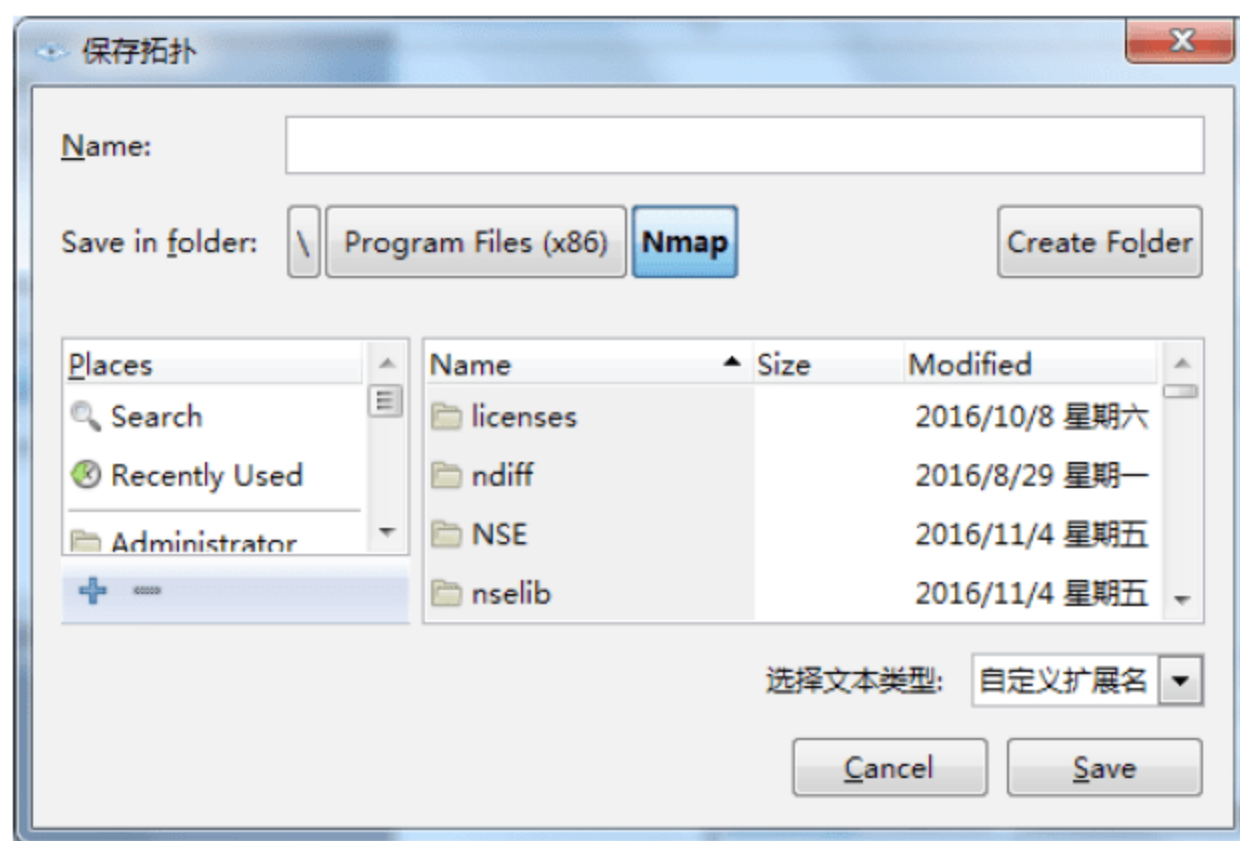 保存拓扑
Name:
Save in folder: \ Program Files (x86) Nmap Create Folder
Places Name Size Modified
Search licenses 2016/10/8 星期六
Recently Used ndiff 2016/8/29 星期一
Administrator NSE 2016/11/4 星期五
nselib 2016/11/4 星期五
选择文本类型: 自定义扩展名
Cancel Save